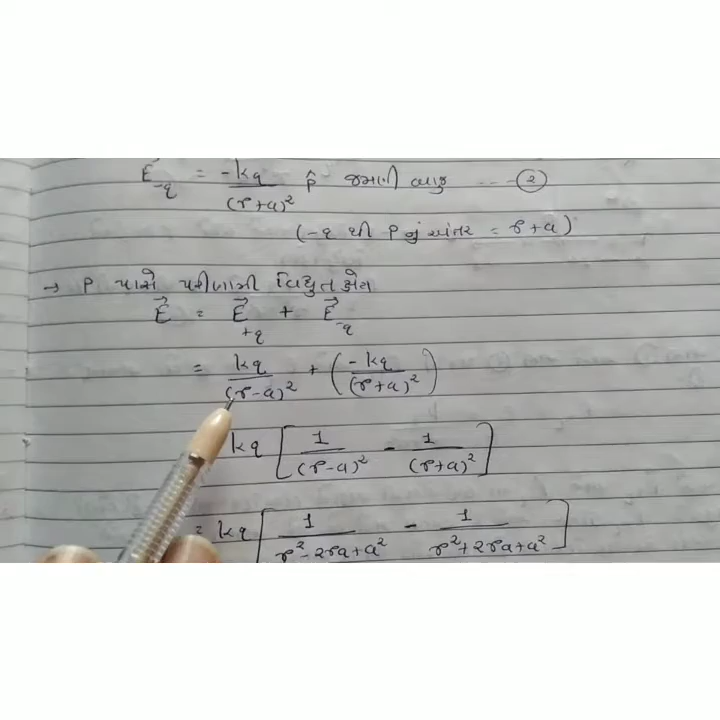 E⃗₋q = -kq/(r+a)² p̂ જમણી બાજુ --- ②
(-q થી P નું અંતર = r+a)
→ P પાસે પરીણામી વિદ્યુતક્ષેત્ર
E⃗ = E⃗₊q + E⃗₋q
= kq/(r-a)² + (-kq/(r+a)²)
kq [1/(r-a)² - 1/(r+a)²]
= kq [1/r²-2ra+a² - 1/r²+2ra+a²]